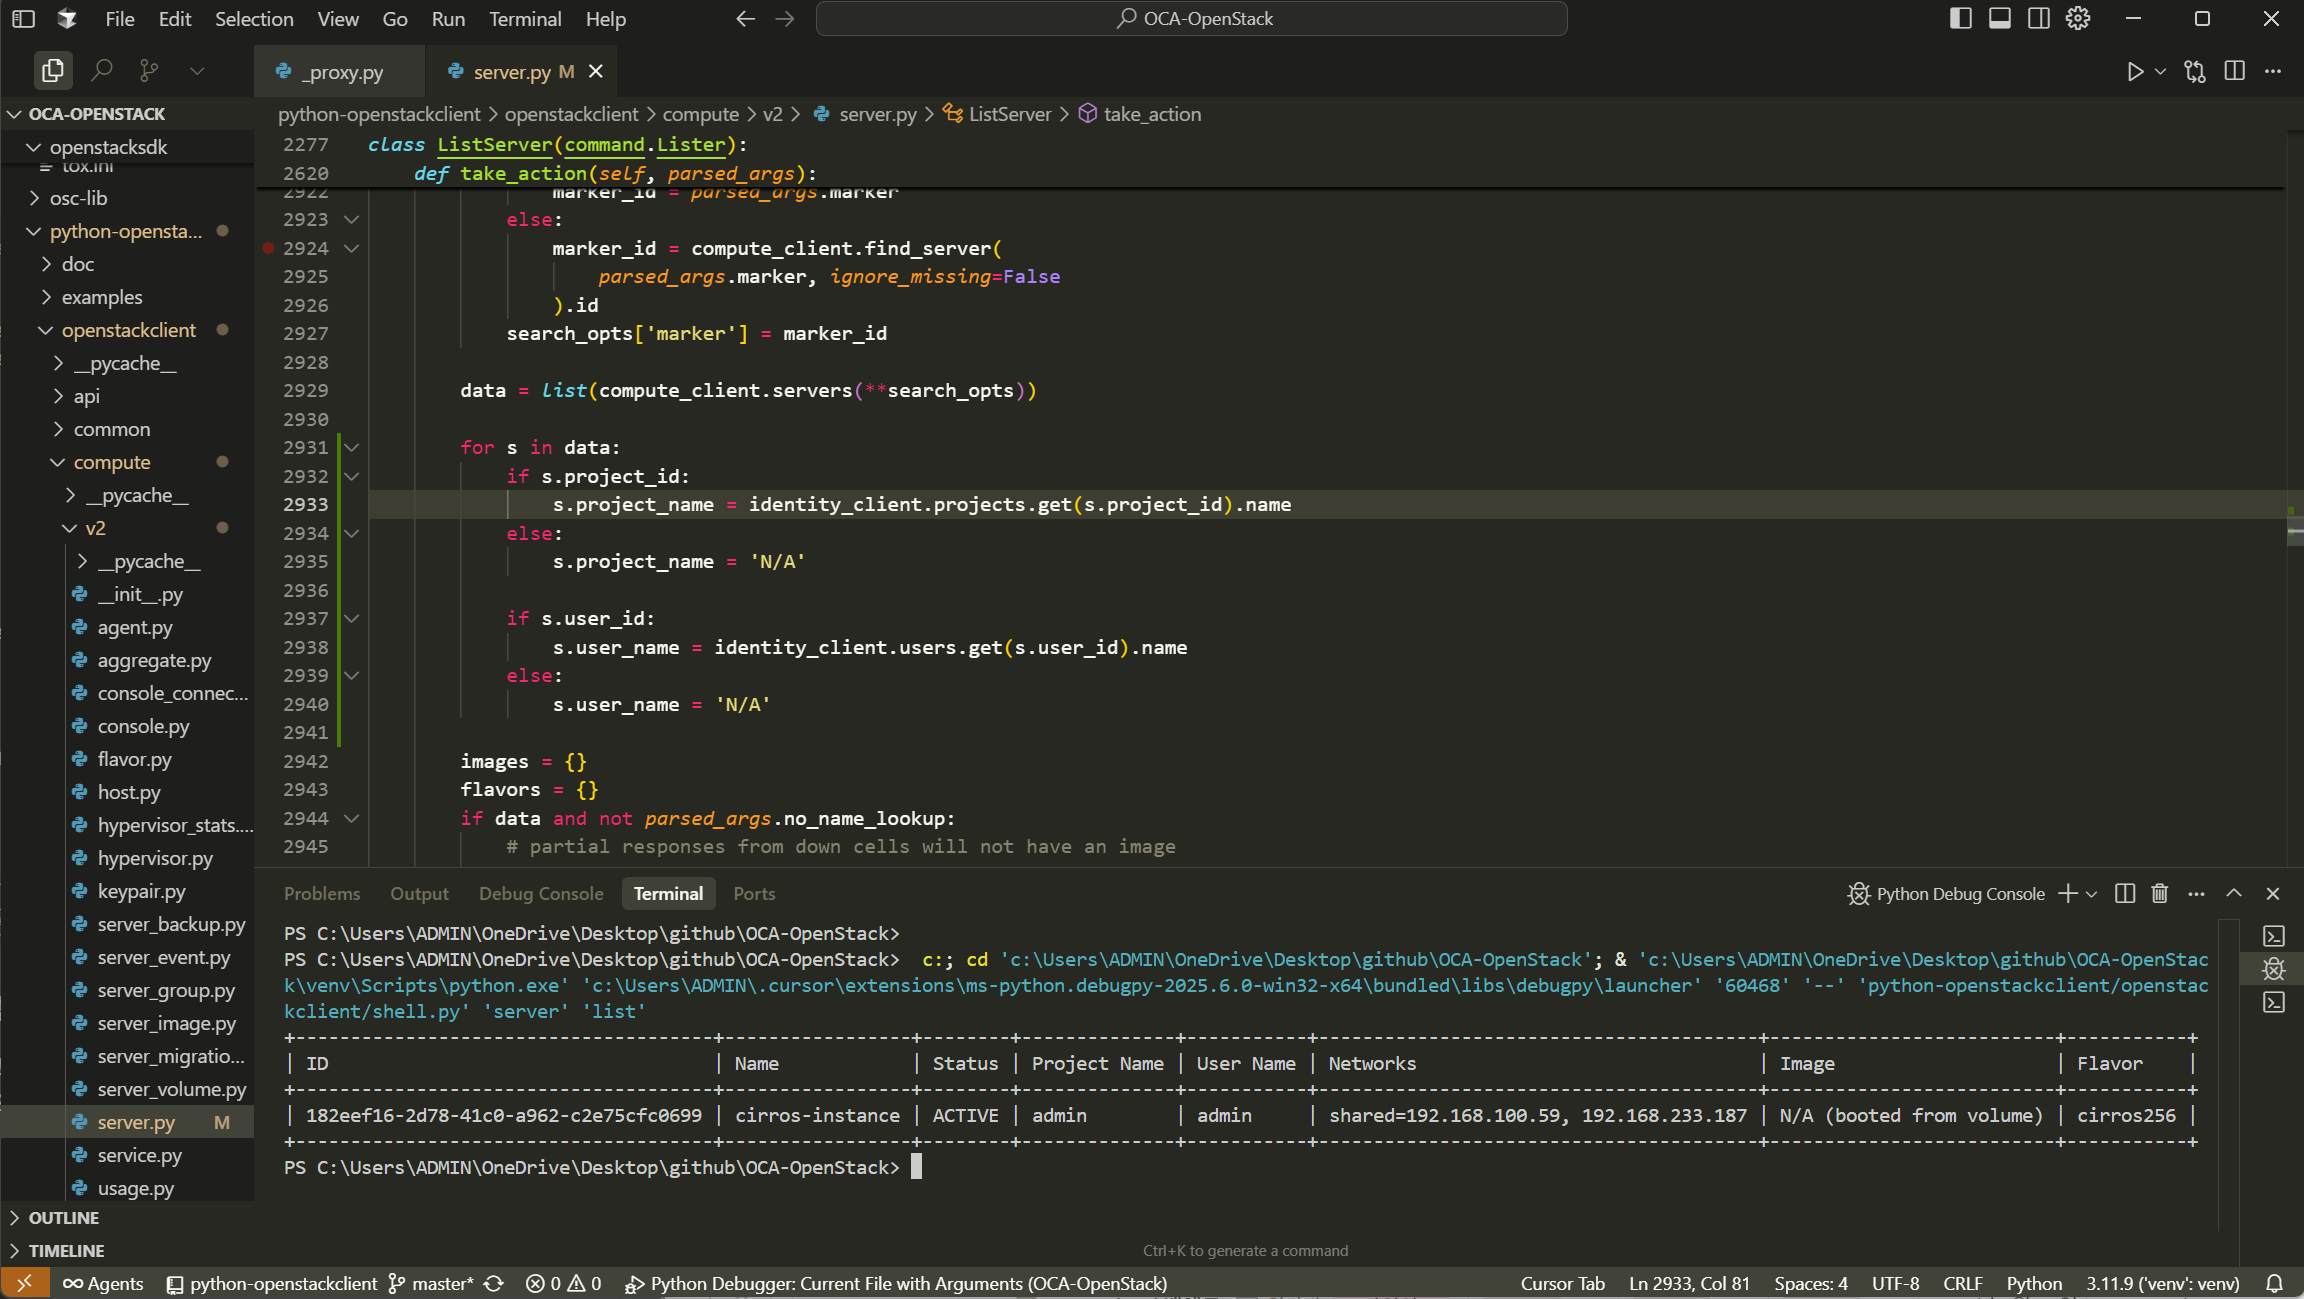 File Edit Selection View Go Run Terminal Help
OCA-OpenStack
_proxy.py
server.py M
OCA-OPENSTACK
python-openstackclient > openstackclient > compute > v2 > server.py > ListServer > take_action
openstacksdk
tox.ini
osc-lib
python-opensta...
doc
examples
openstackclient
__pycache__
api
common
compute
__pycache__
v2
__pycache__
__init__.py
agent.py
aggregate.py
console_connec...
console.py
flavor.py
host.py
hypervisor_stats....
hypervisor.py
keypair.py
server_backup.py
server_event.py
server_group.py
server_image.py
server_migratio...
server_volume.py
server.py M
service.py
usage.py
OUTLINE
TIMELINE
2277 class ListServer(command.Lister):
2620 def take_action(self, parsed_args):
2922 marker_id = parsed_args.marker
2923 else:
2924 marker_id = compute_client.find_server(
2925 parsed_args.marker, ignore_missing=False
2926 ).id
2927 search_opts['marker'] = marker_id
2928
2929 data = list(compute_client.servers(**search_opts))
2930
2931 for s in data:
2932 if s.project_id:
2933 s.project_name = identity_client.projects.get(s.project_id).name
2934 else:
2935 s.project_name = 'N/A'
2936
2937 if s.user_id:
2938 s.user_name = identity_client.users.get(s.user_id).name
2939 else:
2940 s.user_name = 'N/A'
2941
2942 images = {}
2943 flavors = {}
2944 if data and not parsed_args.no_name_lookup:
2945 # partial responses from down cells will not have an image
Problems Output Debug Console Terminal Ports
Python Debug Console
PS C:\Users\ADMIN\OneDrive\Desktop\github\OCA-OpenStack>
PS C:\Users\ADMIN\OneDrive\Desktop\github\OCA-OpenStack> c:; cd 'c:\Users\ADMIN\OneDrive\Desktop\github\OCA-OpenStack'; & 'c:\Users\ADMIN\OneDrive\Desktop\github\OCA-OpenStac
k\venv\Scripts\python.exe' 'c:\Users\ADMIN\.cursor\extensions\ms-python.debugpy-2025.6.0-win32-x64\bundled\libs\debugpy\launcher' '60468' '--' 'python-openstackclient/openstac
kclient/shell.py' 'server' 'list'
| ID | Name | Status | Project Name | User Name | Networks | Image | Flavor |
| 182eef16-2d78-41c0-a962-c2e75cfc0699 | cirros-instance | ACTIVE | admin | admin | shared=192.168.100.59, 192.168.233.187 | N/A (booted from volume) | cirros256 |
PS C:\Users\ADMIN\OneDrive\Desktop\github\OCA-OpenStack>
Ctrl+K to generate a command
Agents python-openstackclient master* 0 0 Python Debugger: Current File with Arguments (OCA-OpenStack) Cursor Tab Ln 2933, Col 81 Spaces: 4 UTF-8 CRLF Python 3.11.9 ('venv': venv)